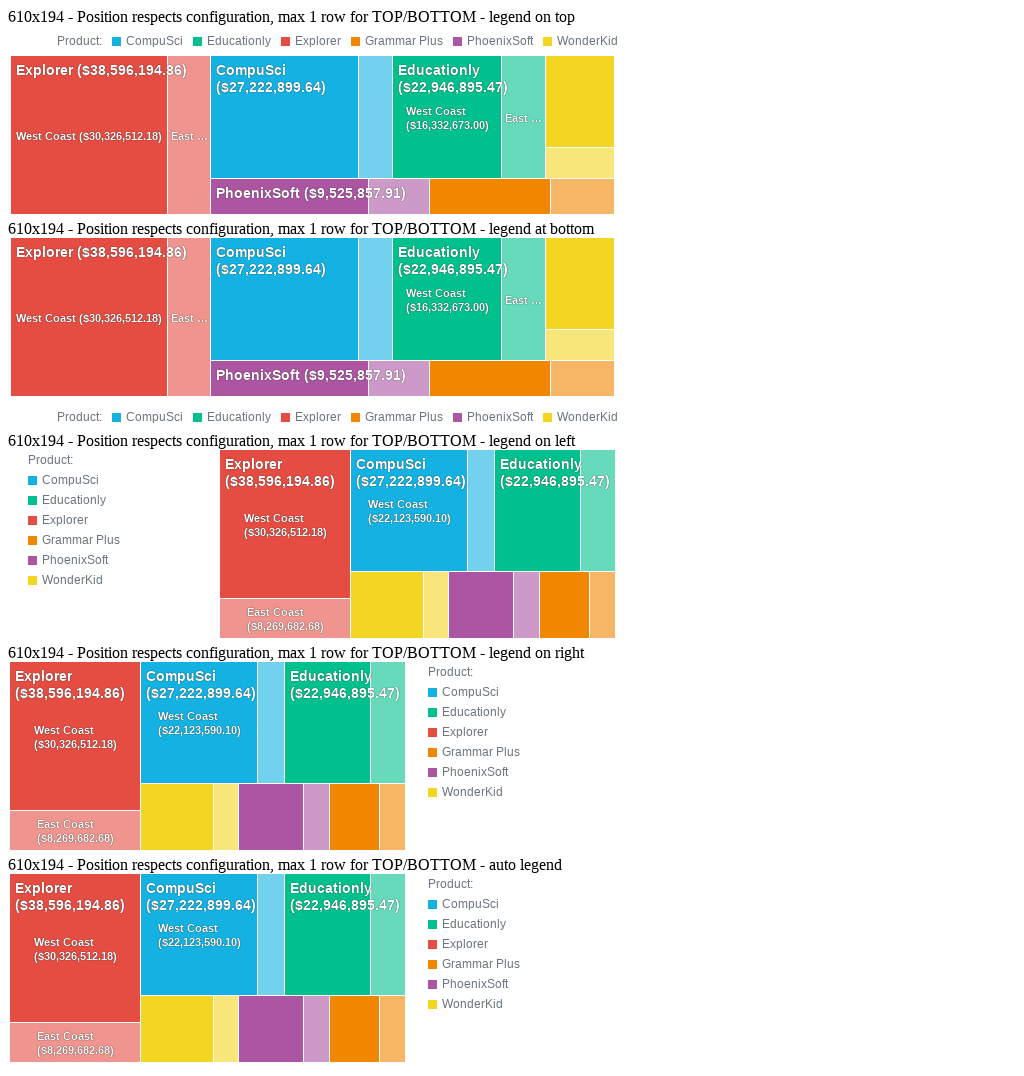 610x194 - Position respects configuration, max 1 row for TOP/BOTTOM - legend on top
Product: CompuSci Educationly Explorer Grammar Plus PhoenixSoft WonderKid
Explorer ($38,596,194.86)
West Coast ($30,326,512.18)
East ...
CompuSci
($27,222,899.64)
Educationly
($22,946,895.47)
West Coast
($16,332,673.00)
East ...
PhoenixSoft ($9,525,857.91)
610x194 - Position respects configuration, max 1 row for TOP/BOTTOM - legend at bottom
Explorer ($38,596,194.86)
West Coast ($30,326,512.18)
East ...
CompuSci
($27,222,899.64)
Educationly
($22,946,895.47)
West Coast
($16,332,673.00)
East ...
PhoenixSoft ($9,525,857.91)
Product: CompuSci Educationly Explorer Grammar Plus PhoenixSoft WonderKid
610x194 - Position respects configuration, max 1 row for TOP/BOTTOM - legend on left
Product:
CompuSci
Educationly
Explorer
Grammar Plus
PhoenixSoft
WonderKid
Explorer
($38,596,194.86)
West Coast
($30,326,512.18)
East Coast
($8,269,682.68)
CompuSci
($27,222,899.64)
West Coast
($22,123,590.10)
Educationly
($22,946,895.47)
610x194 - Position respects configuration, max 1 row for TOP/BOTTOM - legend on right
Explorer
($38,596,194.86)
West Coast
($30,326,512.18)
East Coast
($8,269,682.68)
CompuSci
($27,222,899.64)
West Coast
($22,123,590.10)
Educationly
($22,946,895.47)
Product:
CompuSci
Educationly
Explorer
Grammar Plus
PhoenixSoft
WonderKid
610x194 - Position respects configuration, max 1 row for TOP/BOTTOM - auto legend
Explorer
($38,596,194.86)
West Coast
($30,326,512.18)
East Coast
($8,269,682.68)
CompuSci
($27,222,899.64)
West Coast
($22,123,590.10)
Educationly
($22,946,895.47)
Product:
CompuSci
Educationly
Explorer
Grammar Plus
PhoenixSoft
WonderKid